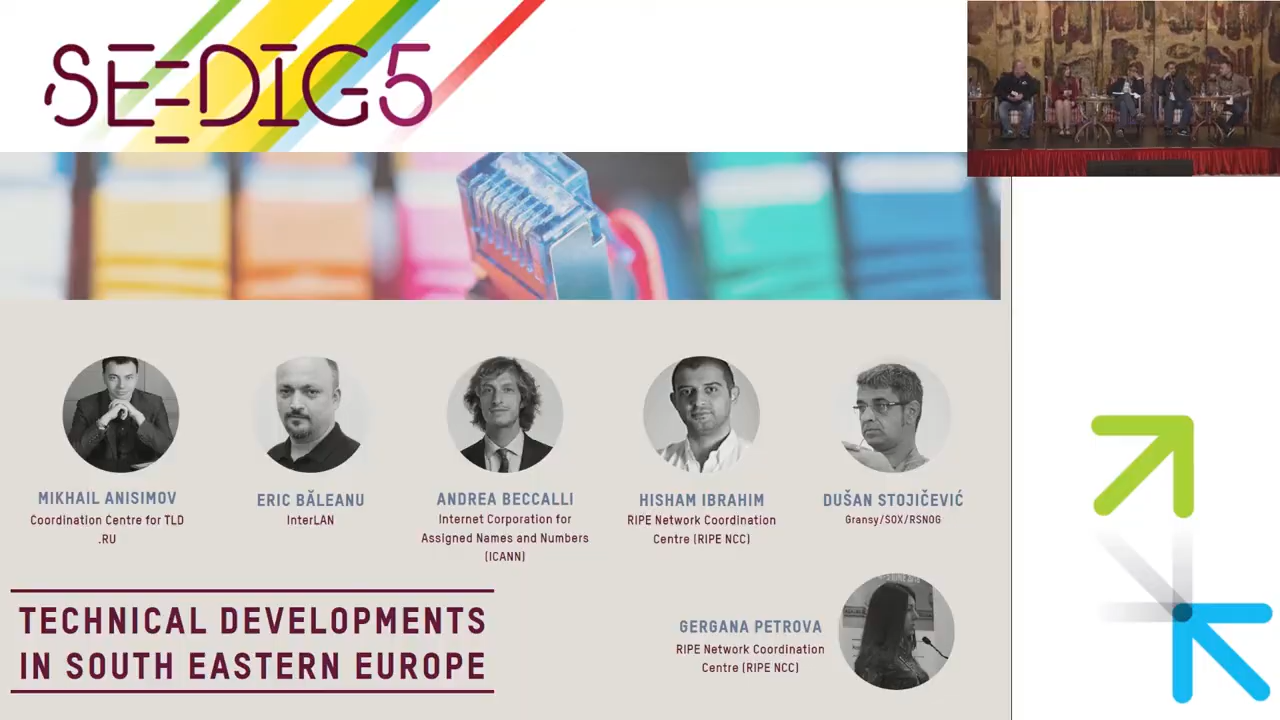 SEEDIG5
MIKHAIL ANISIMOV
Coordination Centre for TLD
.RU
ERIC BĂLEANU
InterLAN
ANDREA BECCALLI
Internet Corporation for
Assigned Names and Numbers
(ICANN)
HISHAM IBRAHIM
RIPE Network Coordination
Centre (RIPE NCC)
DUŠAN STOJIČEVIĆ
Gransy/SOX/RSNOG
TECHNICAL DEVELOPMENTS
IN SOUTH EASTERN EUROPE
GERGANA PETROVA
RIPE Network Coordination
Centre (RIPE NCC)